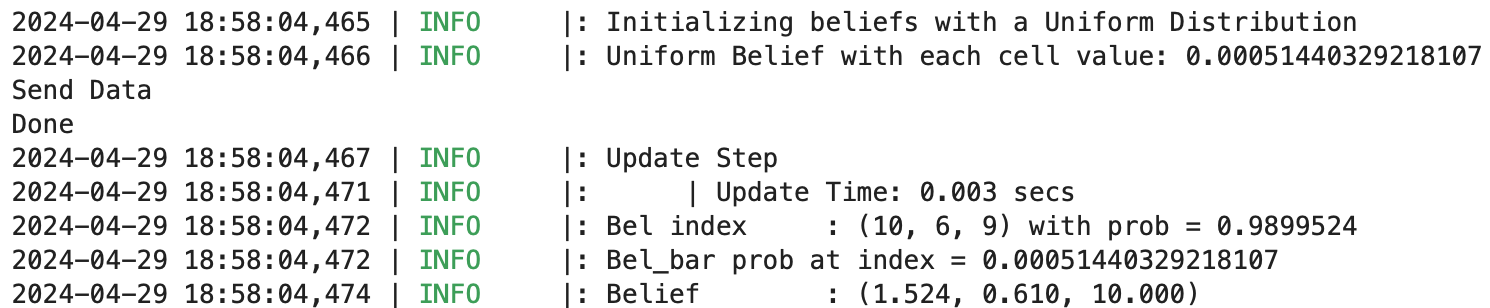 2024-04-29 18:58:04,465 | INFO     |: Initializing beliefs with a Uniform Distribution
2024-04-29 18:58:04,466 | INFO     |: Uniform Belief with each cell value: 0.00051440329218107
Send Data
Done
2024-04-29 18:58:04,467 | INFO     |: Update Step
2024-04-29 18:58:04,471 | INFO     |:      | Update Time: 0.003 secs
2024-04-29 18:58:04,472 | INFO     |: Bel index     : (10, 6, 9) with prob = 0.9899524
2024-04-29 18:58:04,472 | INFO     |: Bel_bar prob at index = 0.00051440329218107
2024-04-29 18:58:04,474 | INFO     |: Belief        : (1.524, 0.610, 10.000)